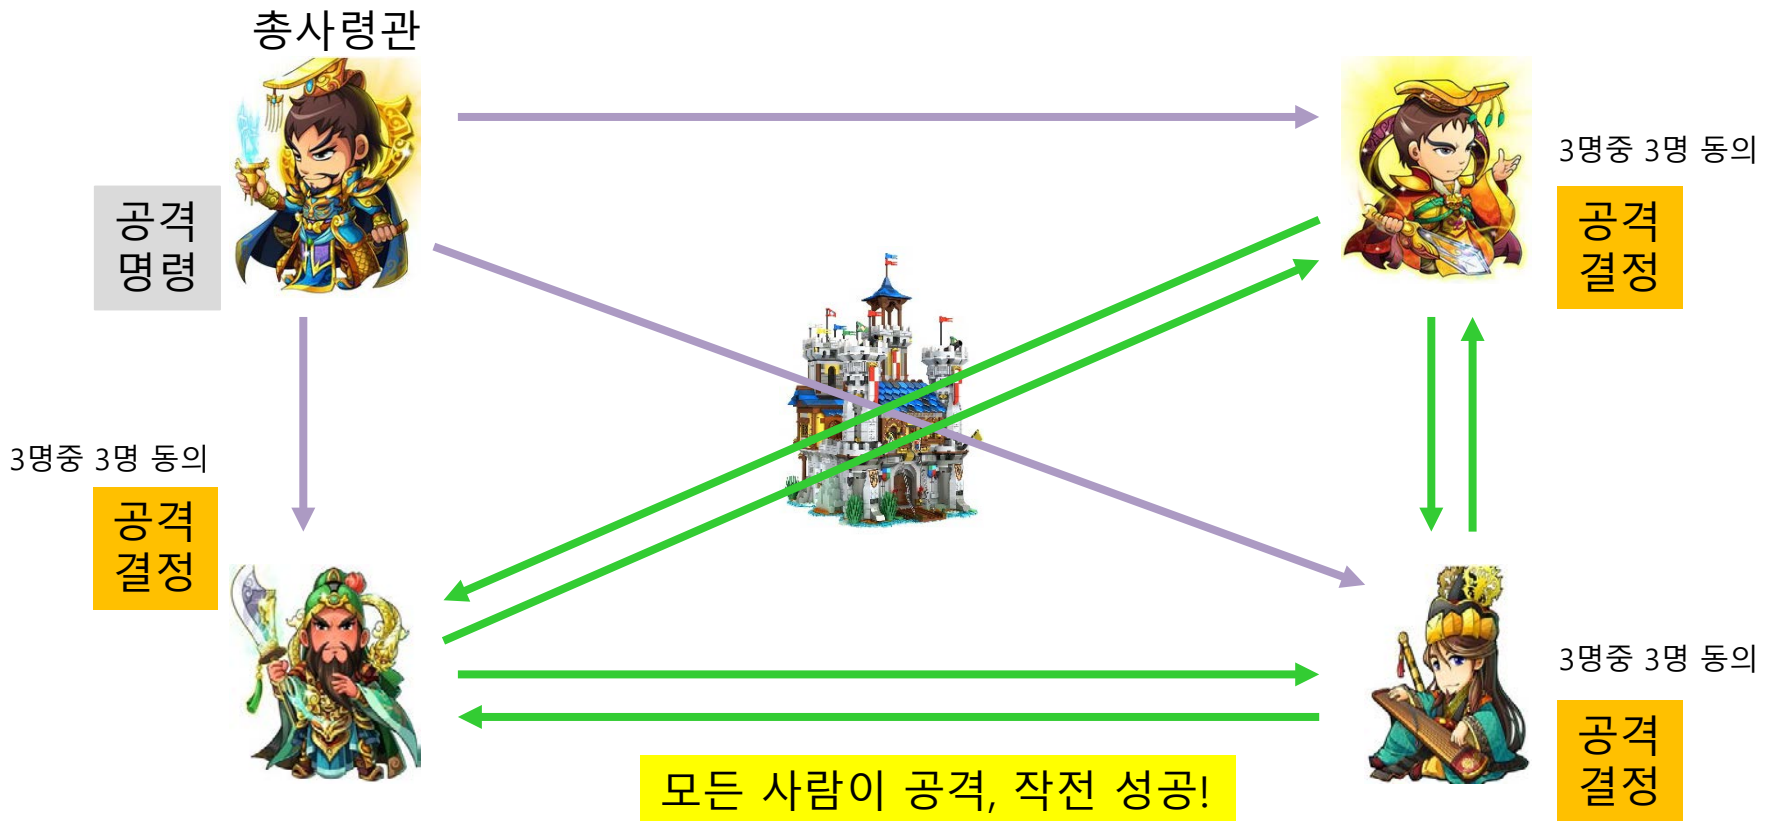 총사령관
공격
명령
3명중 3명 동의
공격
결정
3명중 3명 동의
공격
결정
3명중 3명 동의
공격
결정
모든 사람이 공격, 작전 성공!